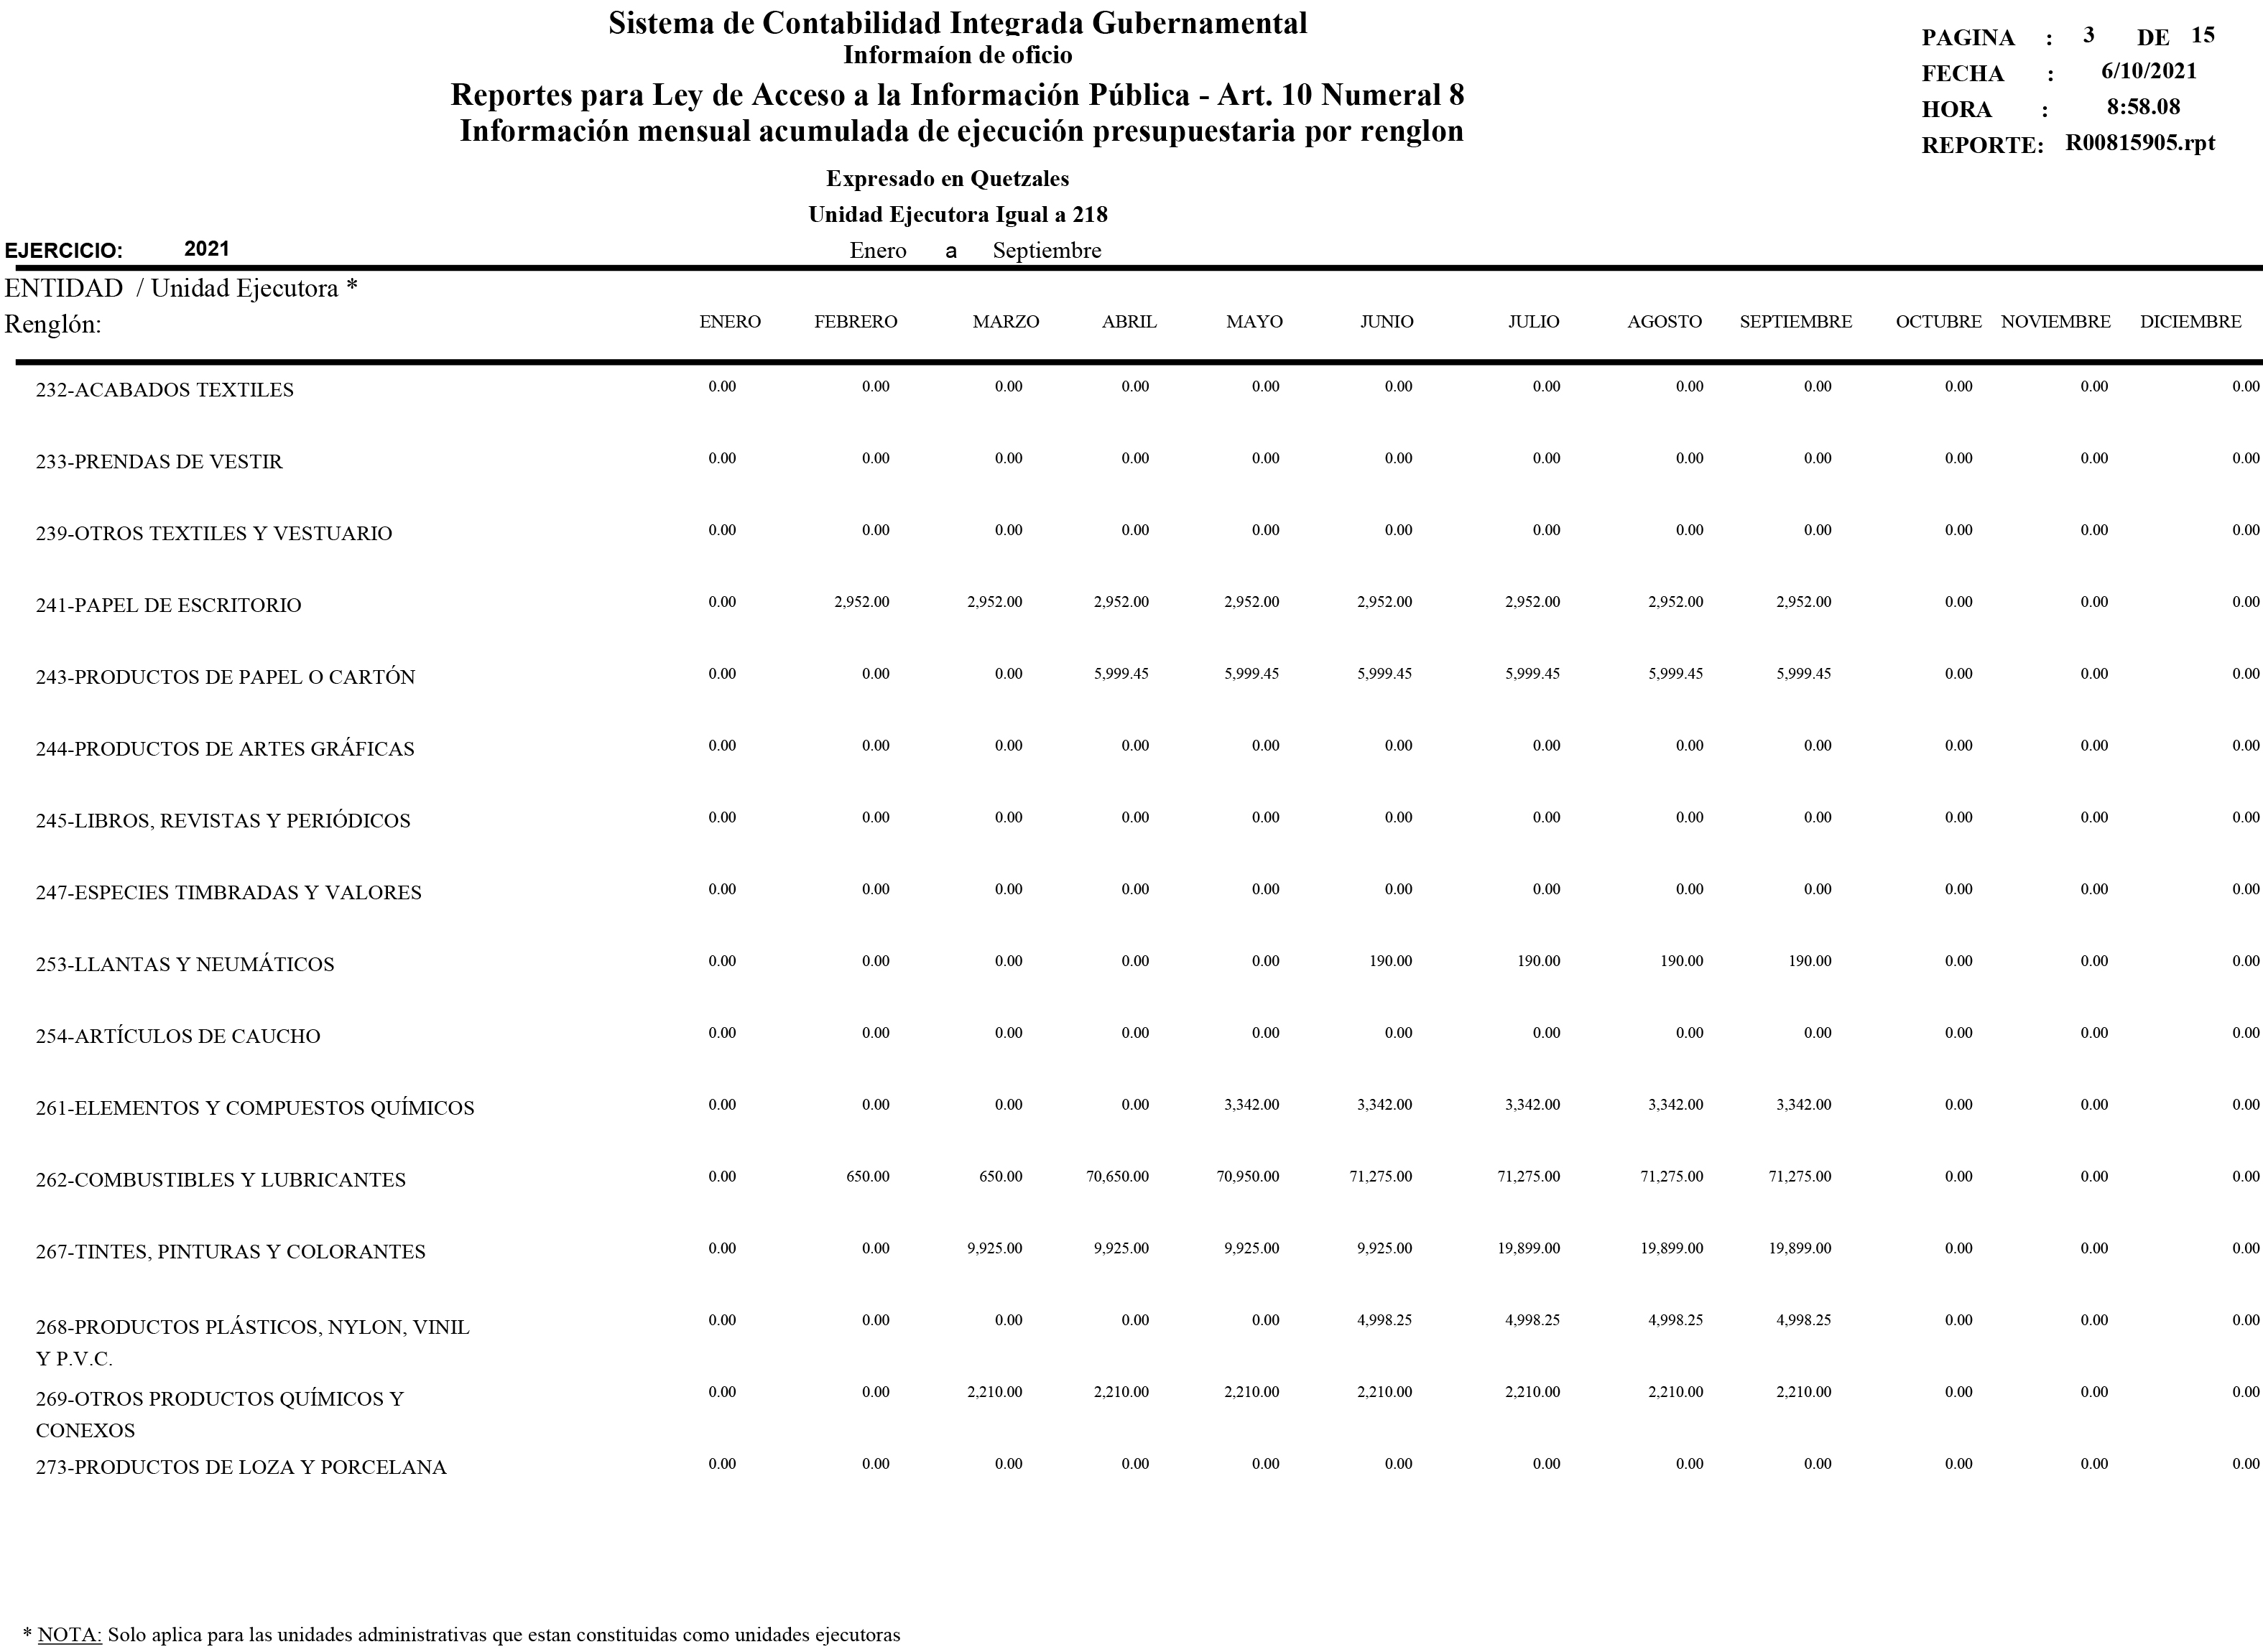 Sistema de Contabilidad Integrada Gubernamental
Informaíon de oficio
Reportes para Ley de Acceso a la Información Pública - Art. 10 Numeral 8
Información mensual acumulada de ejecución presupuestaria por renglon
Expresado en Quetzales
Unidad Ejecutora Igual a 218
PAGINA : 3 DE 15
FECHA : 6/10/2021
HORA : 8:58.08
REPORTE: R00815905.rpt
EJERCICIO: 2021 Enero a Septiembre
ENTIDAD / Unidad Ejecutora *
Renglón: ENERO FEBRERO MARZO ABRIL MAYO JUNIO JULIO AGOSTO SEPTIEMBRE OCTUBRE NOVIEMBRE DICIEMBRE
232-ACABADOS TEXTILES 0.00 0.00 0.00 0.00 0.00 0.00 0.00 0.00 0.00 0.00 0.00 0.00
233-PRENDAS DE VESTIR 0.00 0.00 0.00 0.00 0.00 0.00 0.00 0.00 0.00 0.00 0.00 0.00
239-OTROS TEXTILES Y VESTUARIO 0.00 0.00 0.00 0.00 0.00 0.00 0.00 0.00 0.00 0.00 0.00 0.00
241-PAPEL DE ESCRITORIO 0.00 2,952.00 2,952.00 2,952.00 2,952.00 2,952.00 2,952.00 2,952.00 2,952.00 0.00 0.00 0.00
243-PRODUCTOS DE PAPEL O CARTÓN 0.00 0.00 0.00 5,999.45 5,999.45 5,999.45 5,999.45 5,999.45 5,999.45 0.00 0.00 0.00
244-PRODUCTOS DE ARTES GRÁFICAS 0.00 0.00 0.00 0.00 0.00 0.00 0.00 0.00 0.00 0.00 0.00 0.00
245-LIBROS, REVISTAS Y PERIÓDICOS 0.00 0.00 0.00 0.00 0.00 0.00 0.00 0.00 0.00 0.00 0.00 0.00
247-ESPECIES TIMBRADAS Y VALORES 0.00 0.00 0.00 0.00 0.00 0.00 0.00 0.00 0.00 0.00 0.00 0.00
253-LLANTAS Y NEUMÁTICOS 0.00 0.00 0.00 0.00 0.00 190.00 190.00 190.00 190.00 0.00 0.00 0.00
254-ARTÍCULOS DE CAUCHO 0.00 0.00 0.00 0.00 0.00 0.00 0.00 0.00 0.00 0.00 0.00 0.00
261-ELEMENTOS Y COMPUESTOS QUÍMICOS 0.00 0.00 0.00 0.00 3,342.00 3,342.00 3,342.00 3,342.00 3,342.00 0.00 0.00 0.00
262-COMBUSTIBLES Y LUBRICANTES 0.00 650.00 650.00 70,650.00 70,950.00 71,275.00 71,275.00 71,275.00 71,275.00 0.00 0.00 0.00
267-TINTES, PINTURAS Y COLORANTES 0.00 0.00 9,925.00 9,925.00 9,925.00 9,925.00 19,899.00 19,899.00 19,899.00 0.00 0.00 0.00
268-PRODUCTOS PLÁSTICOS, NYLON, VINIL 0.00 0.00 0.00 0.00 0.00 4,998.25 4,998.25 4,998.25 4,998.25 0.00 0.00 0.00
Y P.V.C.
269-OTROS PRODUCTOS QUÍMICOS Y 0.00 0.00 2,210.00 2,210.00 2,210.00 2,210.00 2,210.00 2,210.00 2,210.00 0.00 0.00 0.00
CONEXOS
273-PRODUCTOS DE LOZA Y PORCELANA 0.00 0.00 0.00 0.00 0.00 0.00 0.00 0.00 0.00 0.00 0.00 0.00
* NOTA: Solo aplica para las unidades administrativas que estan constituidas como unidades ejecutoras